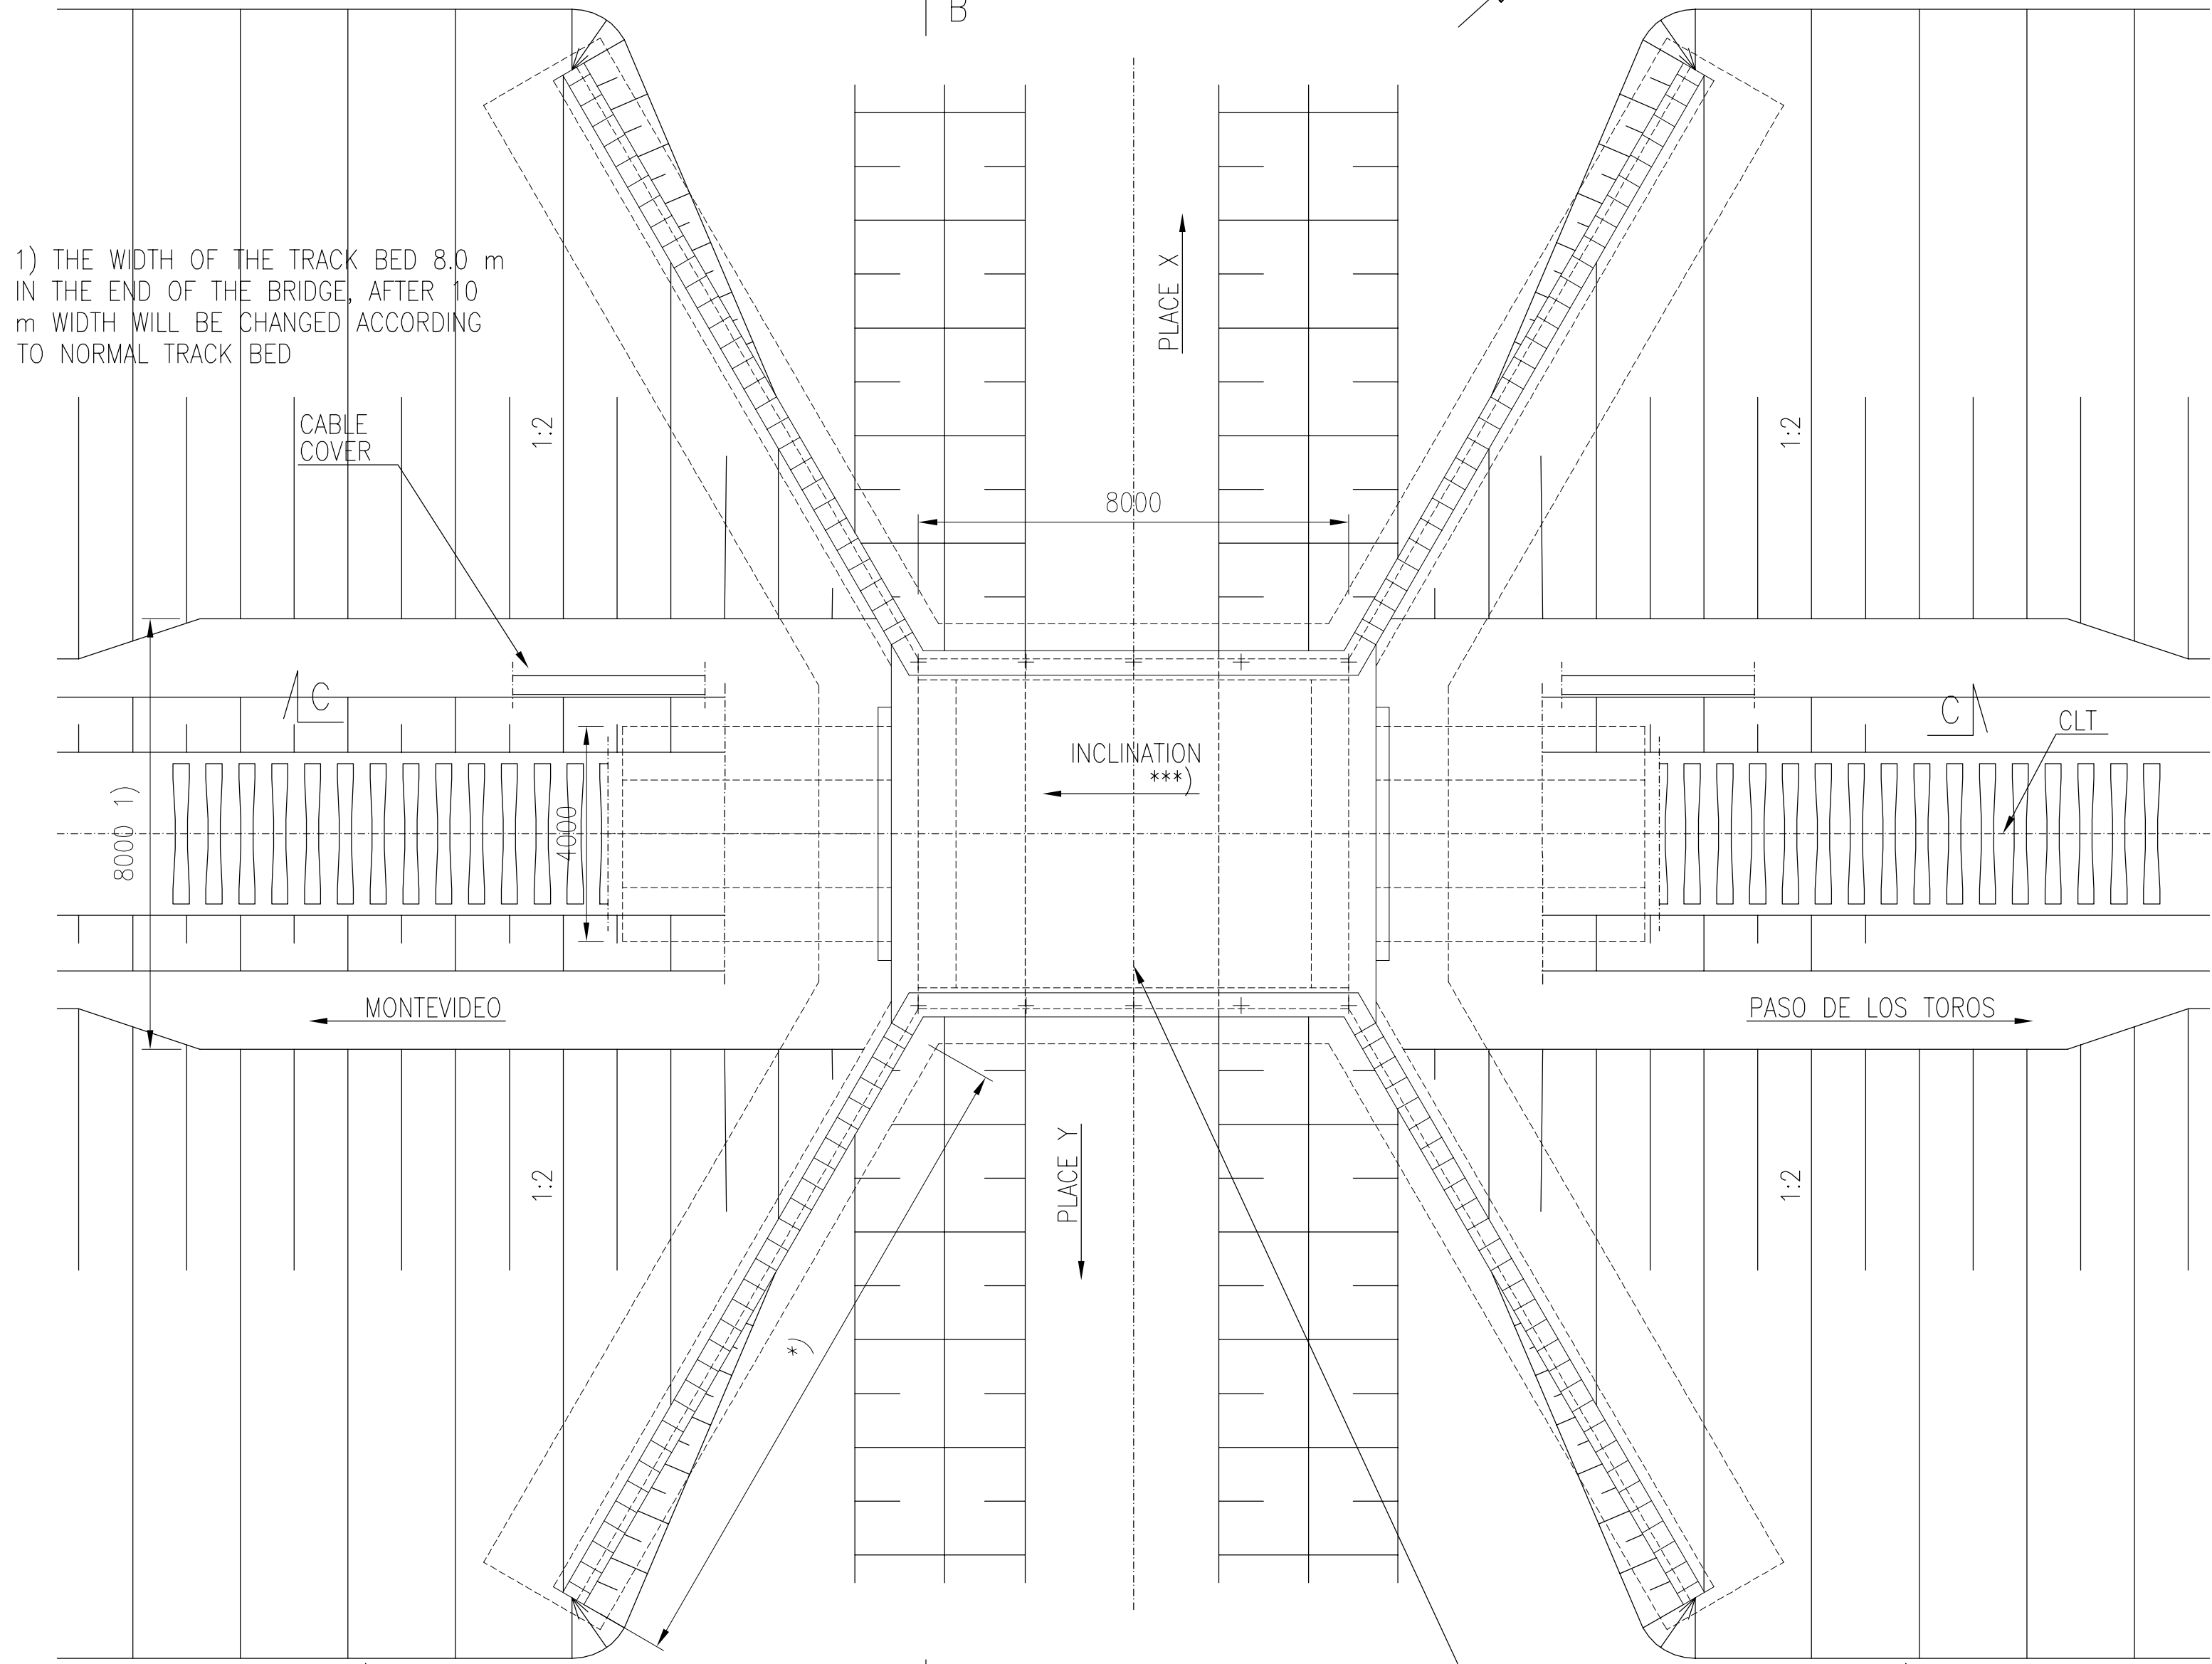 B
1) THE WIDTH OF THE TRACK BED 8.0 m
IN THE END OF THE BRIDGE, AFTER 10
m WIDTH WILL BE CHANGED ACCORDING
TO NORMAL TRACK BED
PLACE X
CABLE
COVER
1:2
1:2
8000
C
C
CLT
INCLINATION
***)
8000 1)
4000
MONTEVIDEO
PASO DE LOS TOROS
PLACE Y
1:2
1:2
*)